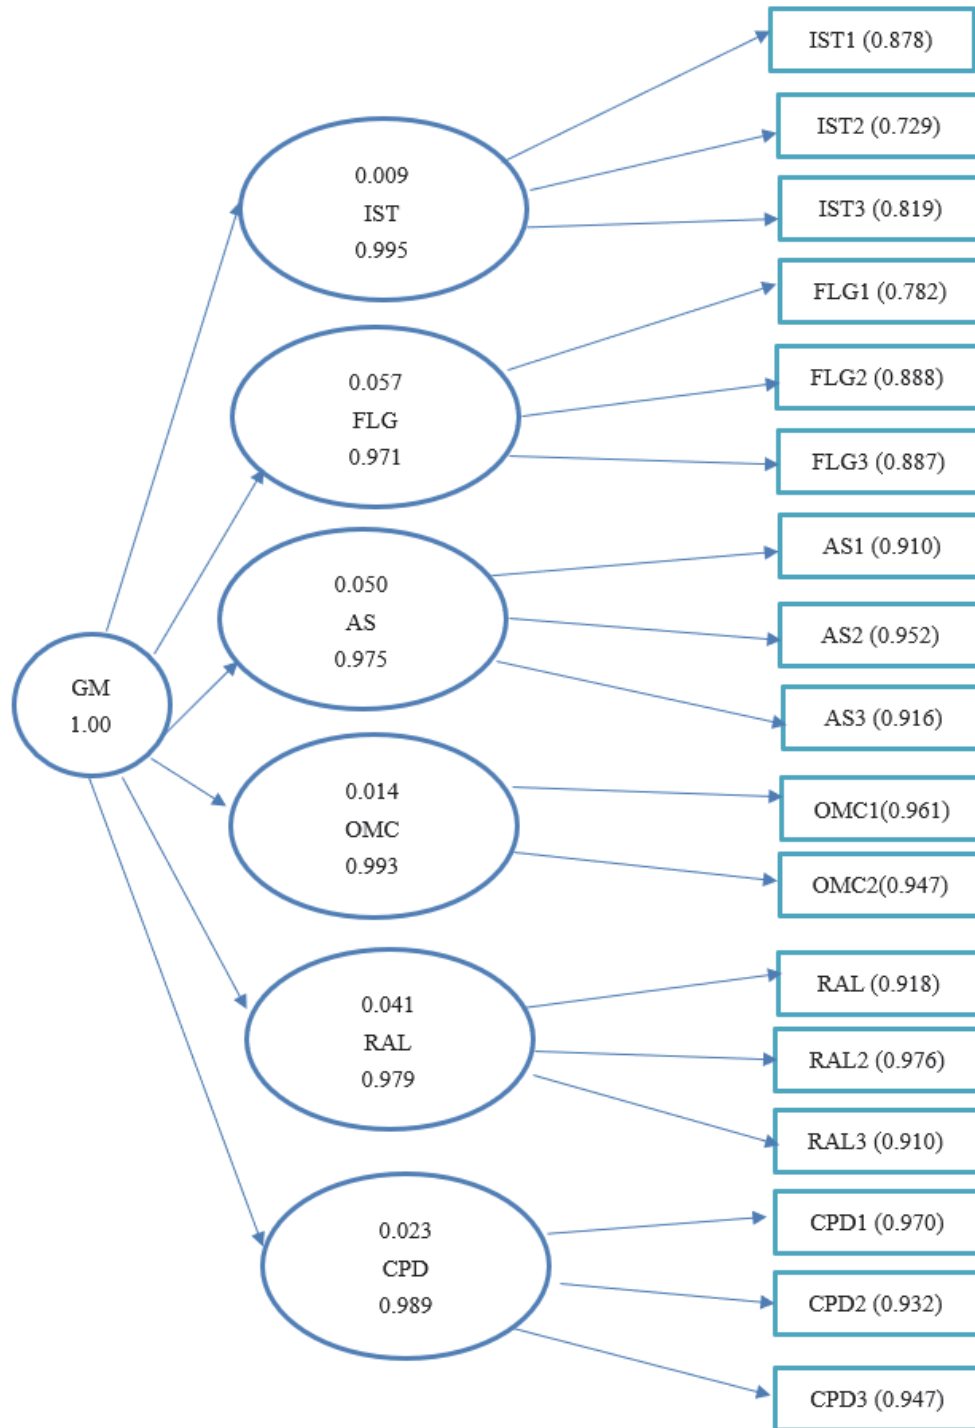 IST1 (0.878)
IST2 (0.729)
0.009
IST
0.995
IST3 (0.819)
FLG1 (0.782)
0.057
FLG
0.971
FLG2 (0.888)
FLG3 (0.887)
AS1 (0.910)
0.050
AS
0.975
AS2 (0.952)
AS3 (0.916)
GM
1.00
0.014
OMC
0.993
OMC1(0.961)
OMC2(0.947)
RAL (0.918)
0.041
RAL
0.979
RAL2 (0.976)
RAL3 (0.910)
CPD1 (0.970)
0.023
CPD
0.989
CPD2 (0.932)
CPD3 (0.947)